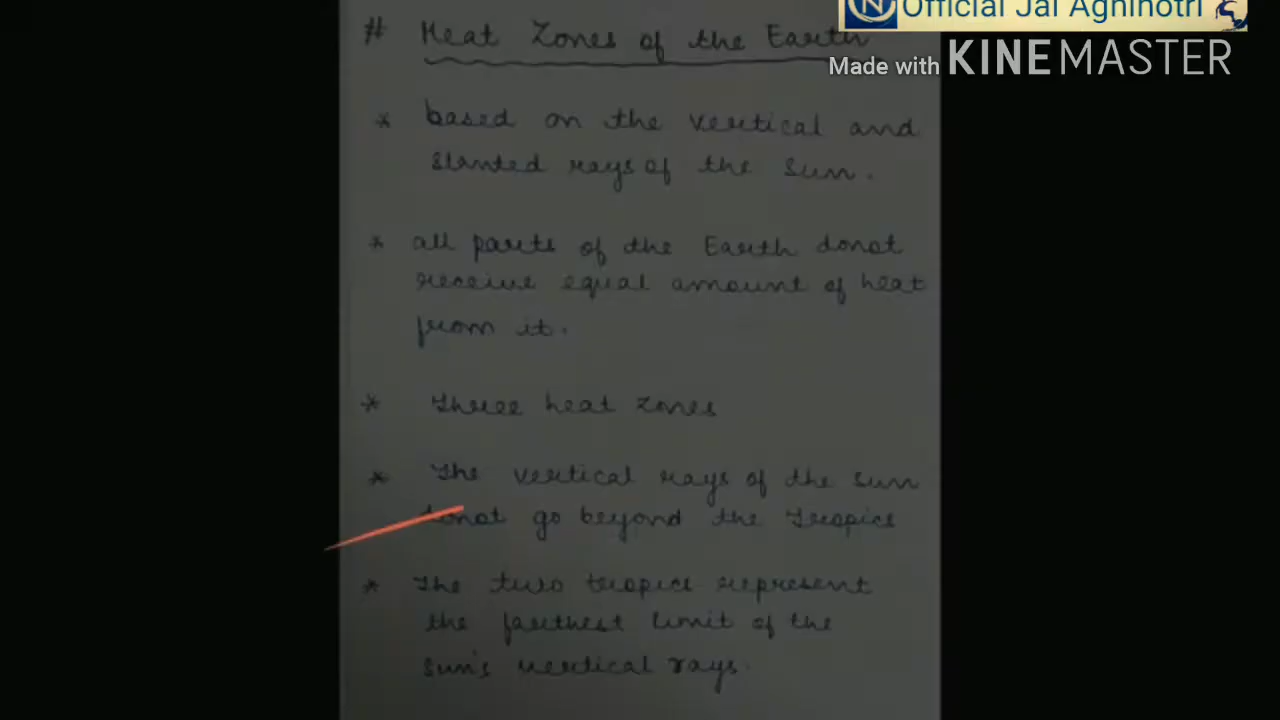 Official Jai Agnihotri
Made with KINEMASTER
# Heat Zones of the Earth
* based on the vertical and
slanted rays of the sun.
* all parts of the Earth donot
receive equal amount of heat
from it.
* Three heat zones
* The vertical rays of the sun
donot go beyond the Tropics
* The two tropics represent
the farthest limit of the
sun's vertical rays.